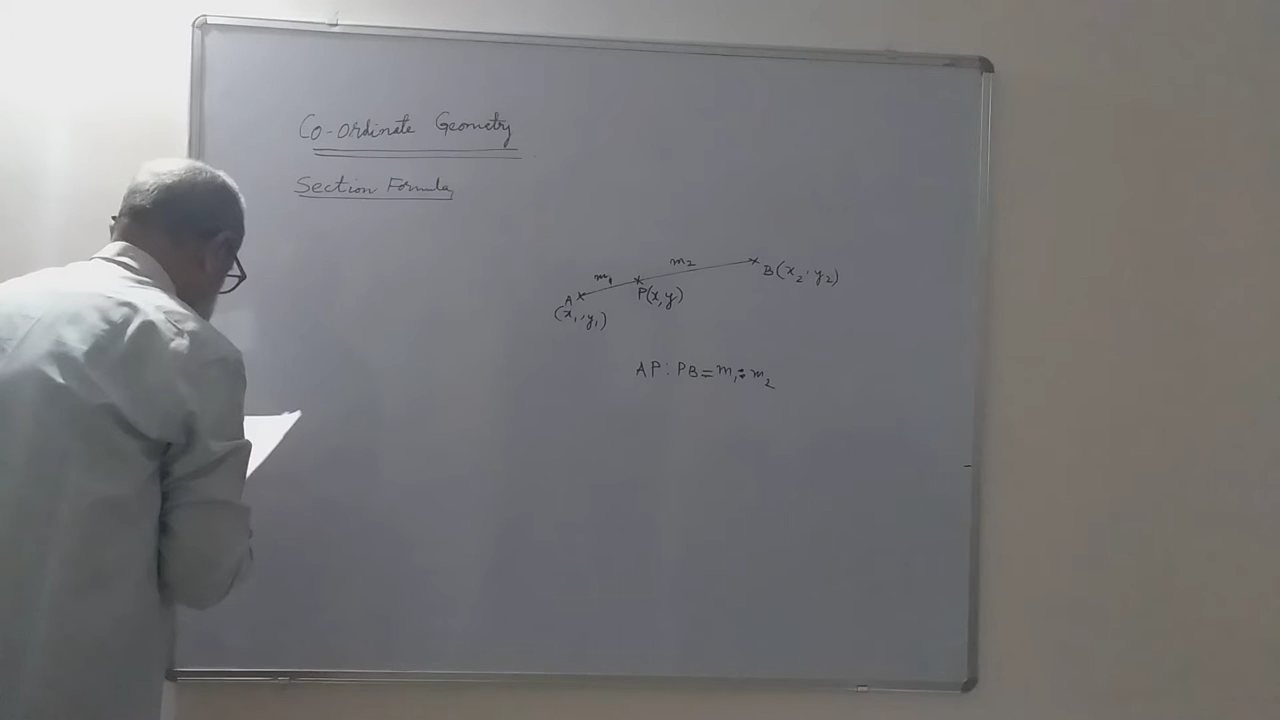 Co-ordinate Geometry
Section Formula
m₁ m₂
A P(x, y) B(x₂, y₂)
(x₁, y₁)
AP : PB = m₁ : m₂